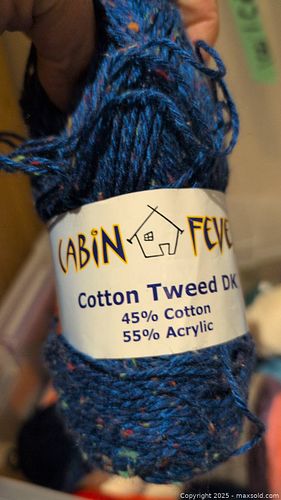 CABIN FEVE
Cotton Tweed DK
45% Cotton
55% Acrylic
Copyright © 2025 - maxsold.com